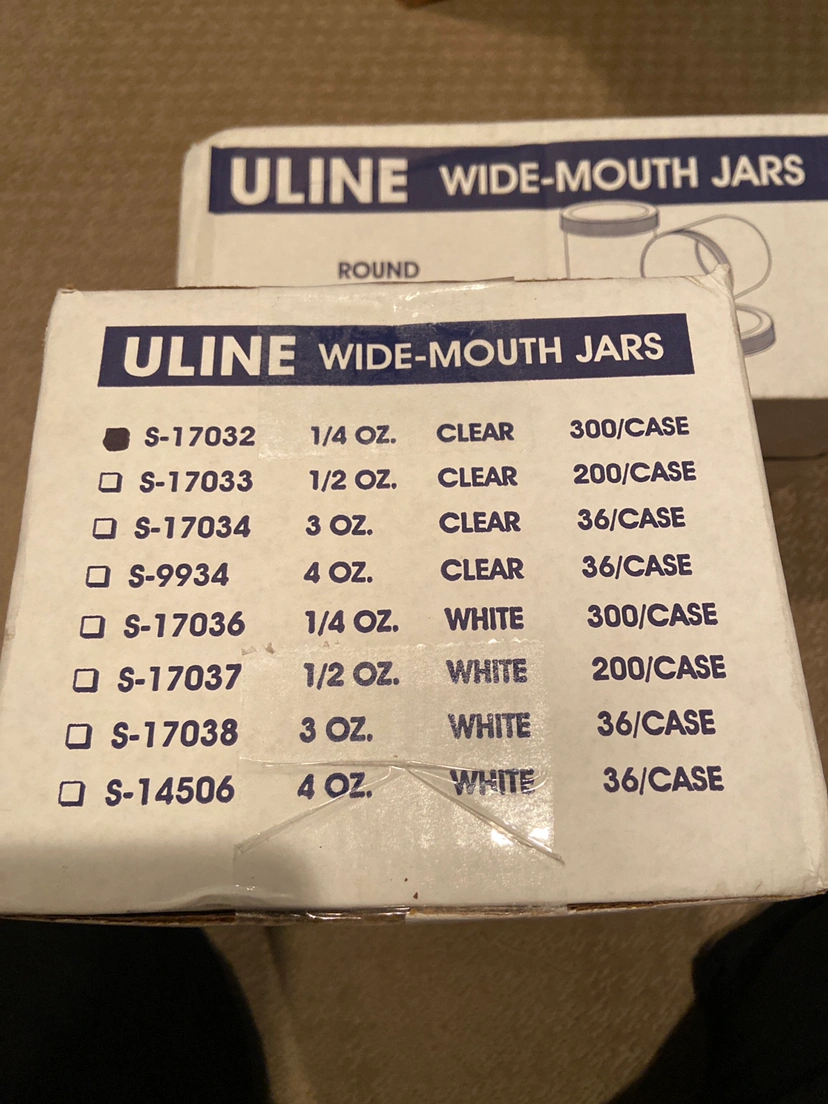 ULINE WIDE-MOUTH JARS
ROUND
ULINE WIDE-MOUTH JARS
S-17032 1/4 OZ. CLEAR 300/CASE
S-17033 1/2 OZ. CLEAR 200/CASE
S-17034 3 OZ. CLEAR 36/CASE
S-9934 4 OZ. CLEAR 36/CASE
S-17036 1/4 OZ. WHITE 300/CASE
S-17037 1/2 OZ. WHITE 200/CASE
S-17038 3 OZ. WHITE 36/CASE
S-14506 4 OZ. WHITE 36/CASE